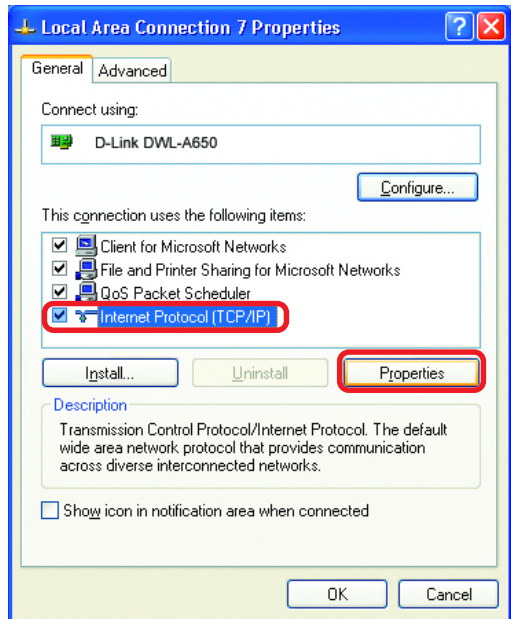 Local Area Connection 7 Properties
General Advanced
Connect using:
D-Link DWL-A650
Configure...
This connection uses the following items:
Client for Microsoft Networks
File and Printer Sharing for Microsoft Networks
QoS Packet Scheduler
Internet Protocol (TCP/IP)
Install... Uninstall Properties
Description
Transmission Control Protocol/Internet Protocol. The default
wide area network protocol that provides communication
across diverse interconnected networks.
Show icon in notification area when connected
OK Cancel